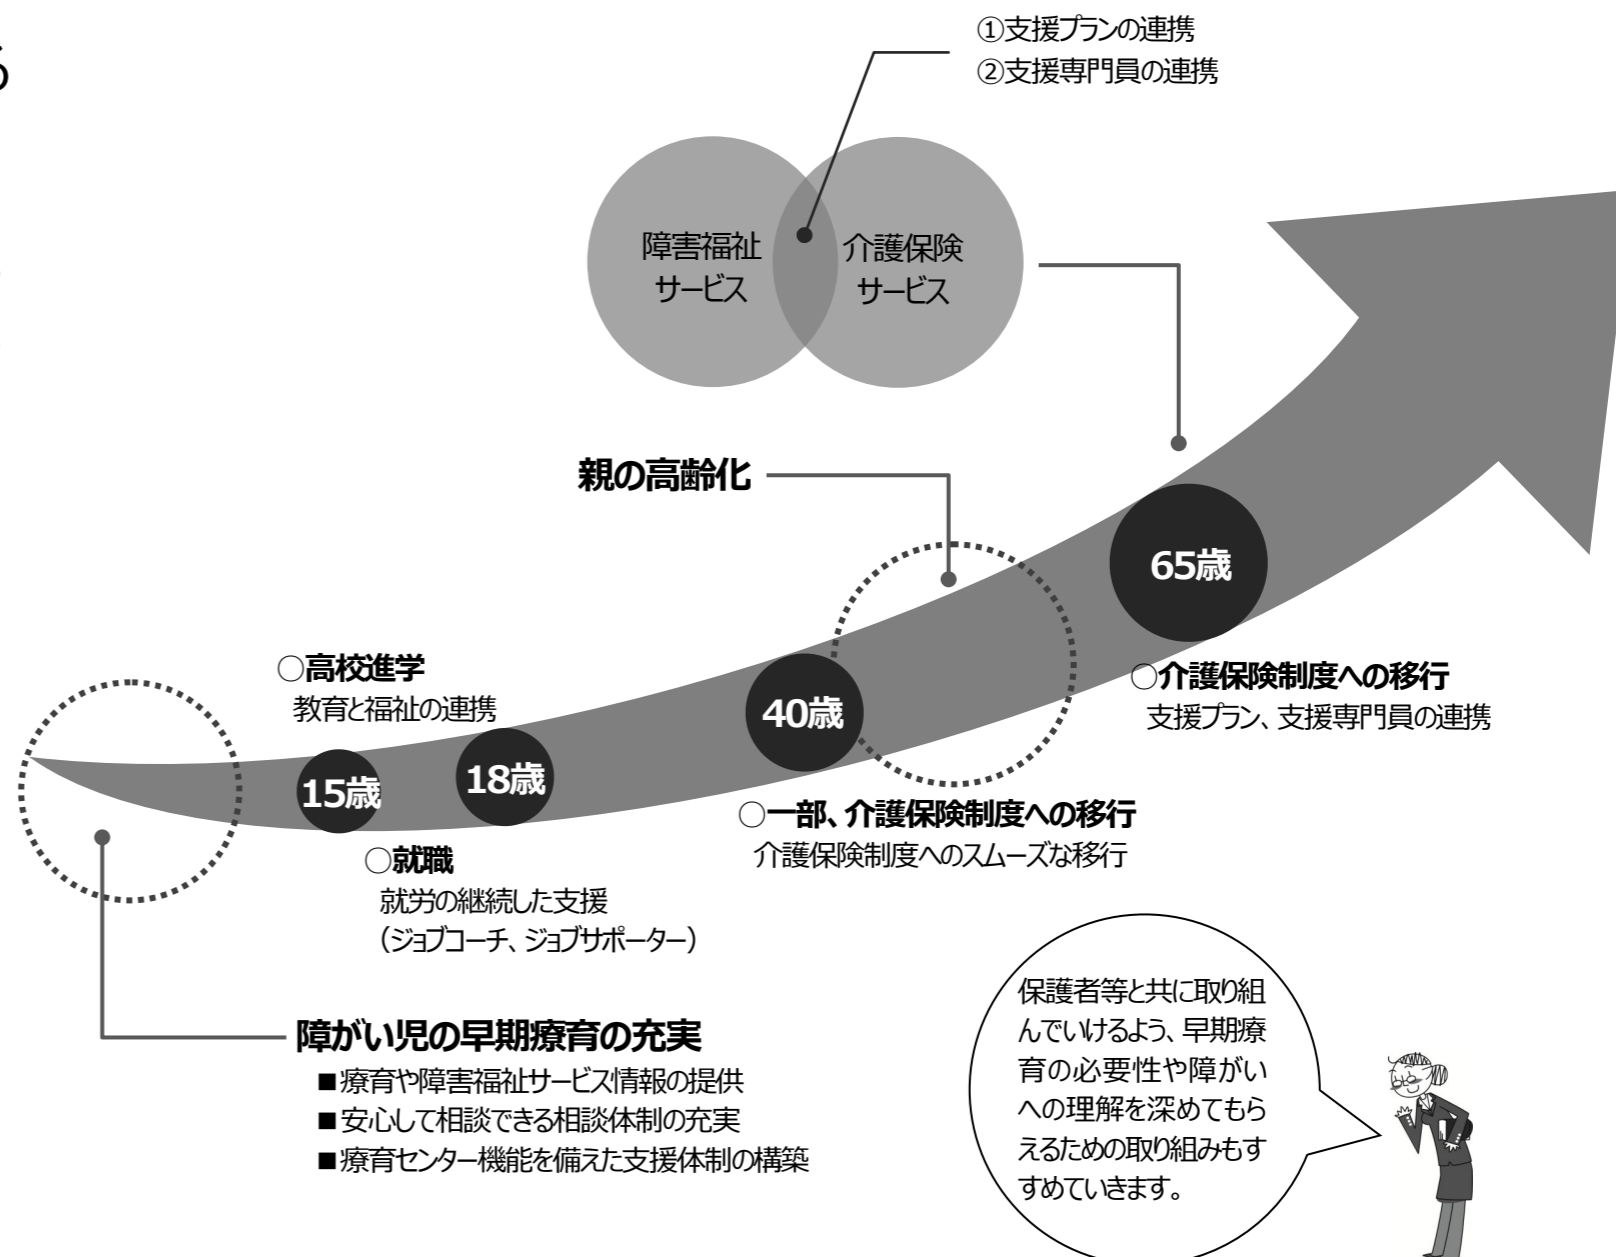 る
①支援プランの連携
②支援専門員の連携
障害福祉
サービス
介護保険
サービス
親の高齢化
65歳
○介護保険制度への移行
支援プラン、支援専門員の連携
○高校進学
教育と福祉の連携
40歳
15歳
18歳
○一部、介護保険制度への移行
介護保険制度へのスムーズな移行
○就職
就労の継続した支援
（ジョブコーチ、ジョブサポーター）
障がい児の早期療育の充実
■療育や障害福祉サービス情報の提供
■安心して相談できる相談体制の充実
■療育センター機能を備えた支援体制の構築
保護者等と共に取り組
んでいけるよう、早期療
育の必要性や障がい
への理解を深めてもら
えるための取り組みもす
すめていきます。